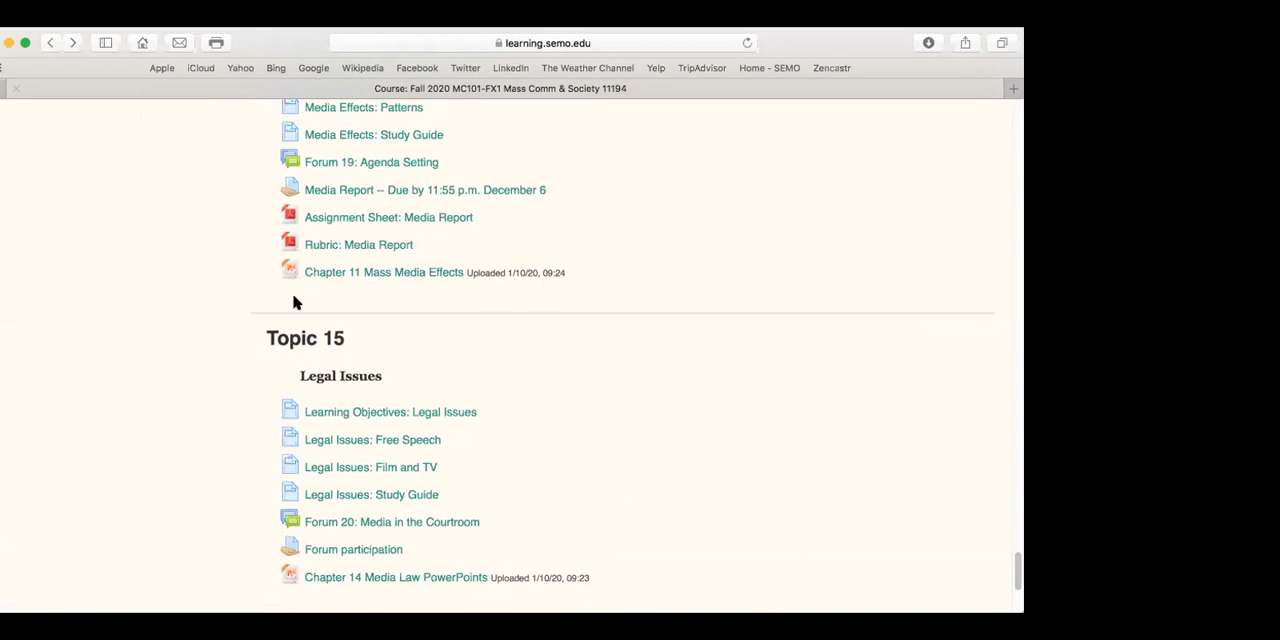 learning.semo.edu
Apple iCloud Yahoo Bing Google Wikipedia Facebook Twitter LinkedIn The Weather Channel Yelp TripAdvisor Home - SEMO Zencastr
Course: Fall 2020 MC101-FX1 Mass Comm & Society 11194
Media Effects: Patterns
Media Effects: Study Guide
Forum 19: Agenda Setting
Media Report -- Due by 11:55 p.m. December 6
Assignment Sheet: Media Report
Rubric: Media Report
Chapter 11 Mass Media Effects Uploaded 1/10/20, 09:24
Topic 15
Legal Issues
Learning Objectives: Legal Issues
Legal Issues: Free Speech
Legal Issues: Film and TV
Legal Issues: Study Guide
Forum 20: Media in the Courtroom
Forum participation
Chapter 14 Media Law PowerPoints Uploaded 1/10/20, 09:23